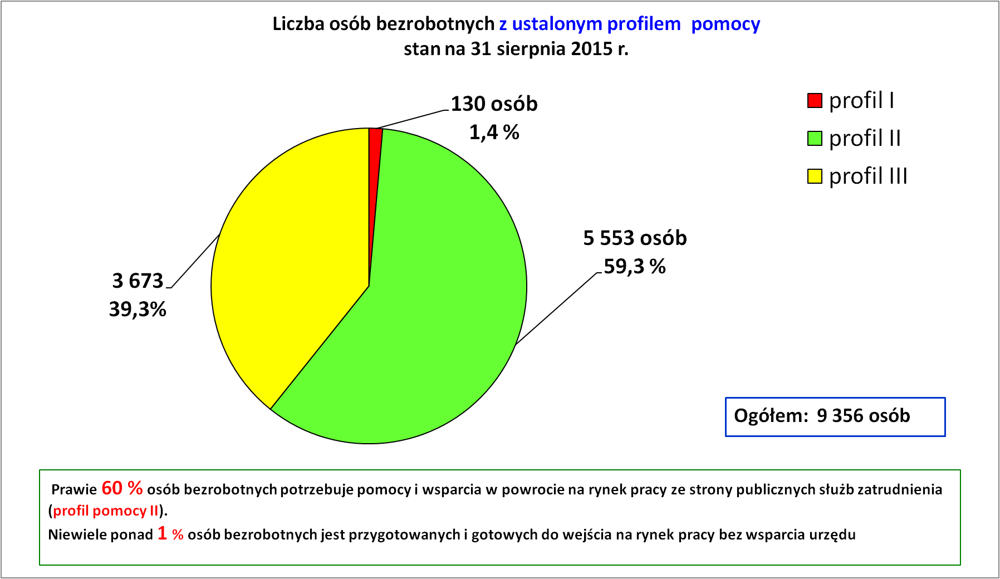 Liczba osób bezrobotnych z ustalonym profilem pomocy
stan na 31 sierpnia 2015 r.
130 osób
1,4 %
profil I
profil II
profil III
5 553 osób
59,3 %
3 673
39,3%
Ogółem: 9 356 osób
Prawie 60 % osób bezrobotnych potrzebuje pomocy i wsparcia w powrocie na rynek pracy ze strony publicznych służb zatrudnienia
(profil pomocy II).
Niewiele ponad 1 % osób bezrobotnych jest przygotowanych i gotowych do wejścia na rynek pracy bez wsparcia urzędu